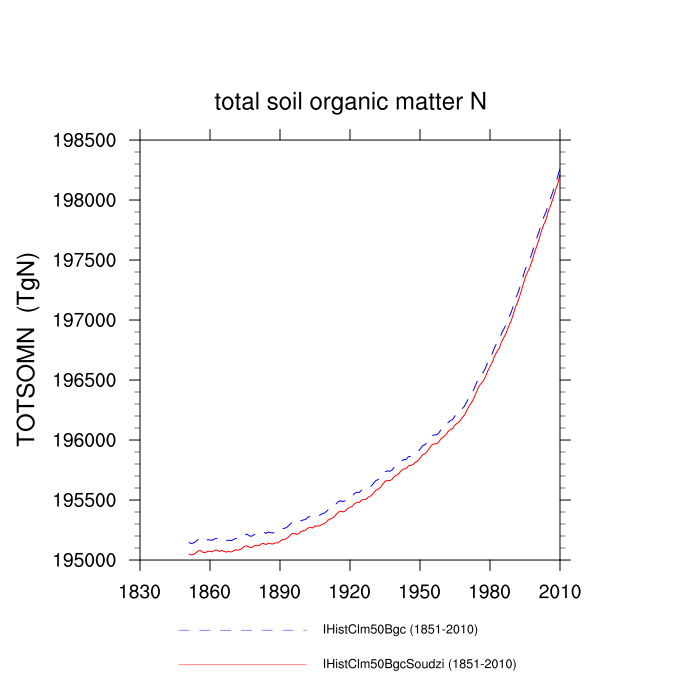 total soil organic matter N
TOTSOMN (TgN)
198500
198000
197500
197000
196500
196000
195500
195000
1830 1860 1890 1920 1950 1980 2010
IHistClm50Bgc (1851-2010)
IHistClm50BgcSoudzi (1851-2010)